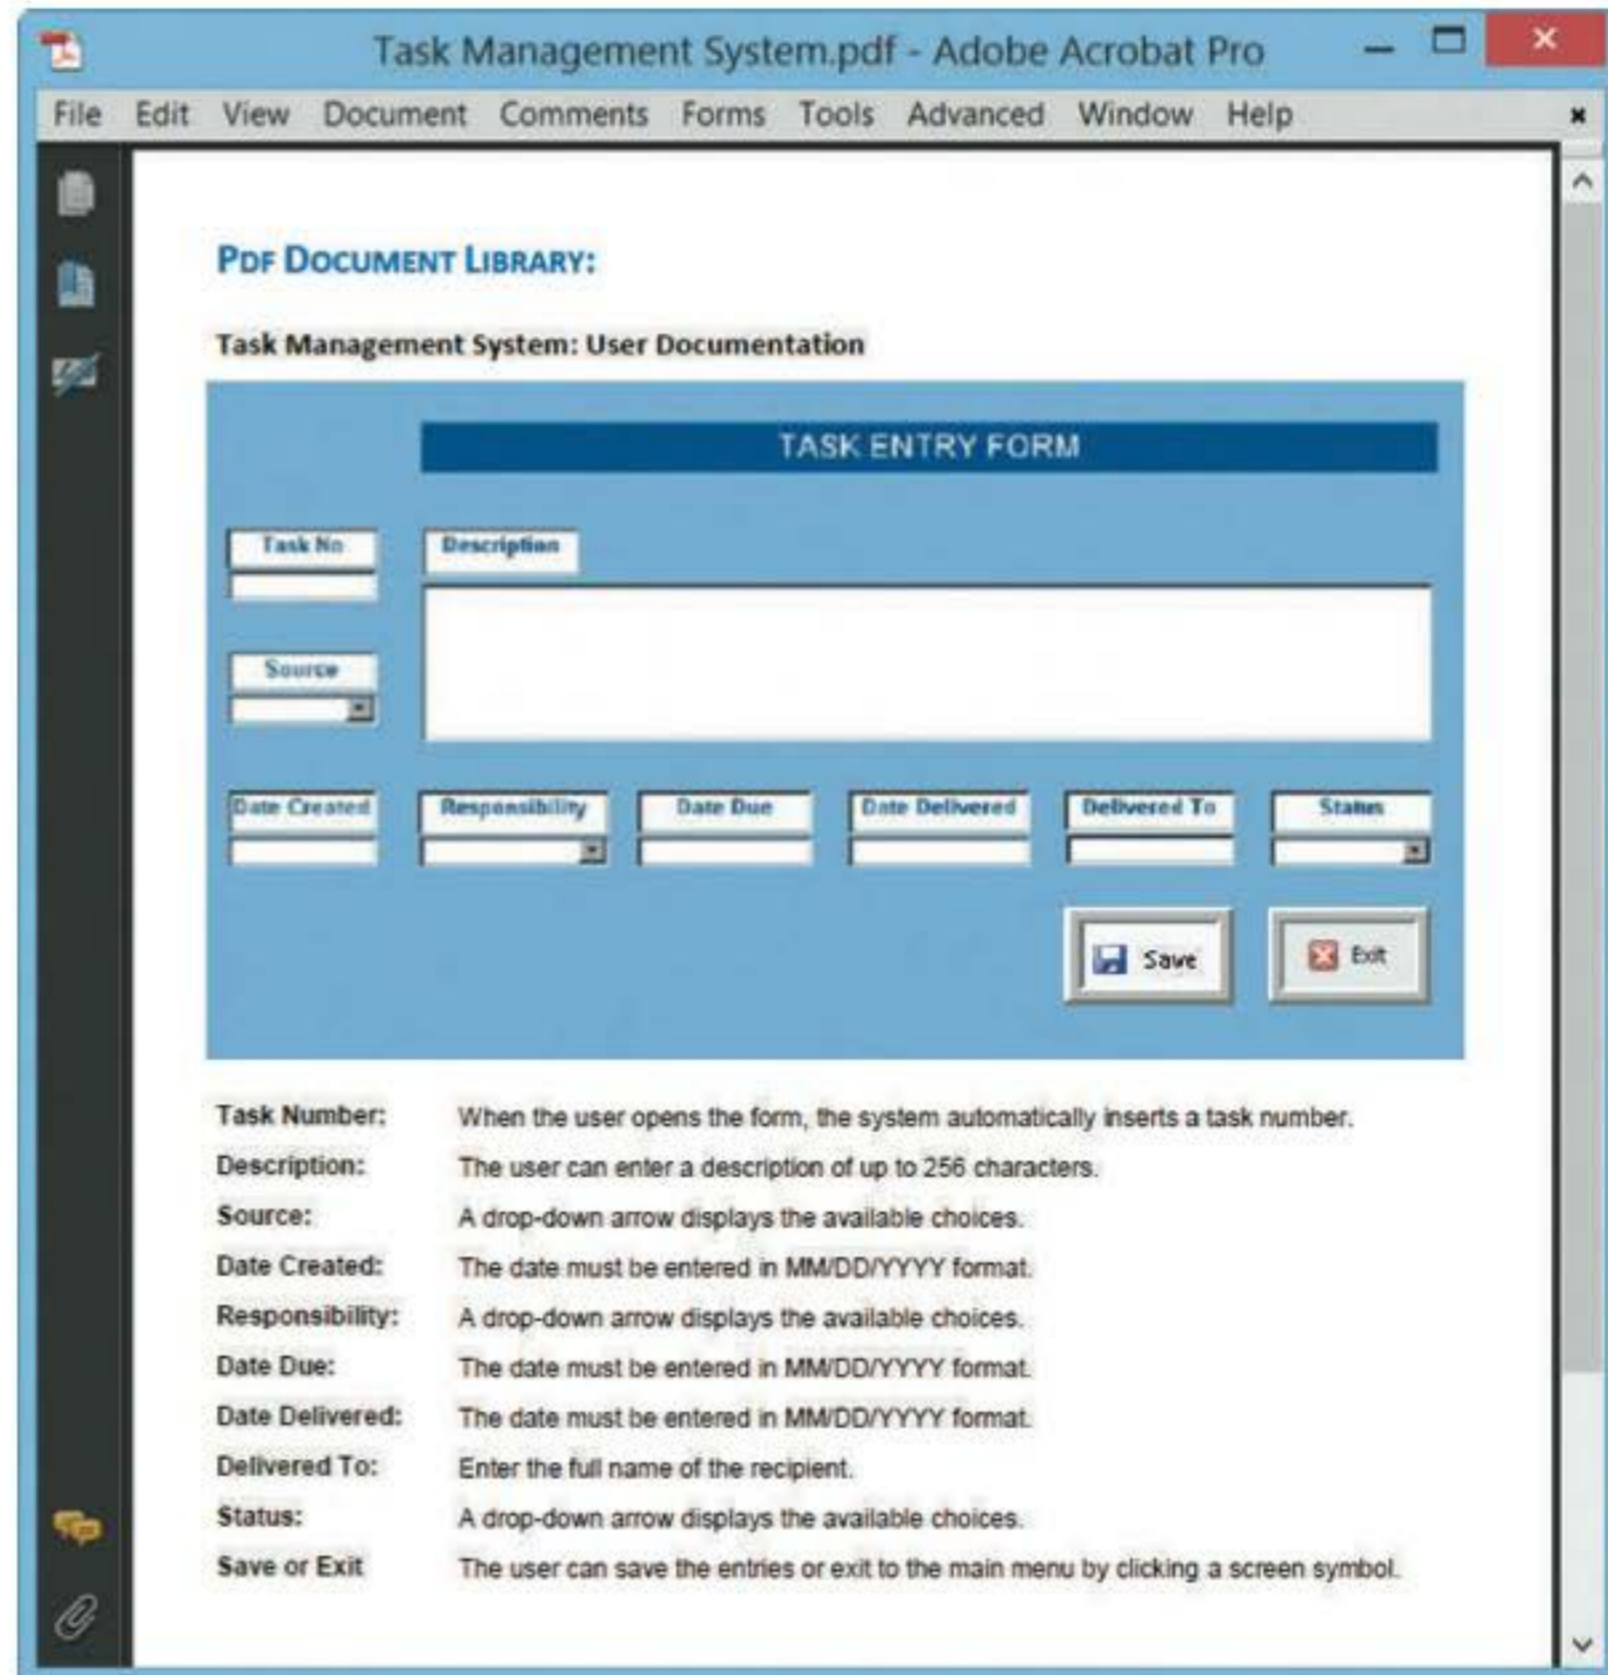 Task Management System.pdf - Adobe Acrobat Pro
File Edit View Document Comments Forms Tools Advanced Window Help
PDF DOCUMENT LIBRARY:
Task Management System: User Documentation
TASK ENTRY FORM
Task No Description
Source
Date Created Responsibility Date Due Date Delivered Delivered To Status
Save Exit
Task Number: When the user opens the form, the system automatically inserts a task number.
Description: The user can enter a description of up to 256 characters.
Source: A drop-down arrow displays the available choices.
Date Created: The date must be entered in MM/DD/YYYY format.
Responsibility: A drop-down arrow displays the available choices.
Date Due: The date must be entered in MM/DD/YYYY format.
Date Delivered: The date must be entered in MM/DD/YYYY format.
Delivered To: Enter the full name of the recipient.
Status: A drop-down arrow displays the available choices.
Save or Exit The user can save the entries or exit to the main menu by clicking a screen symbol.